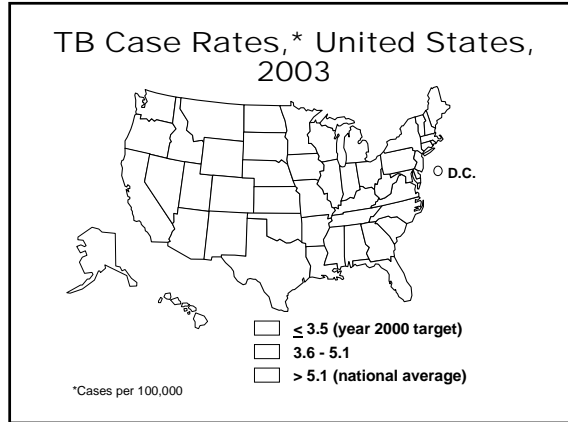 TB Case Rates,* United States,
2003
D.C.
≤ 3.5 (year 2000 target)
3.6 - 5.1
> 5.1 (national average)
*Cases per 100,000